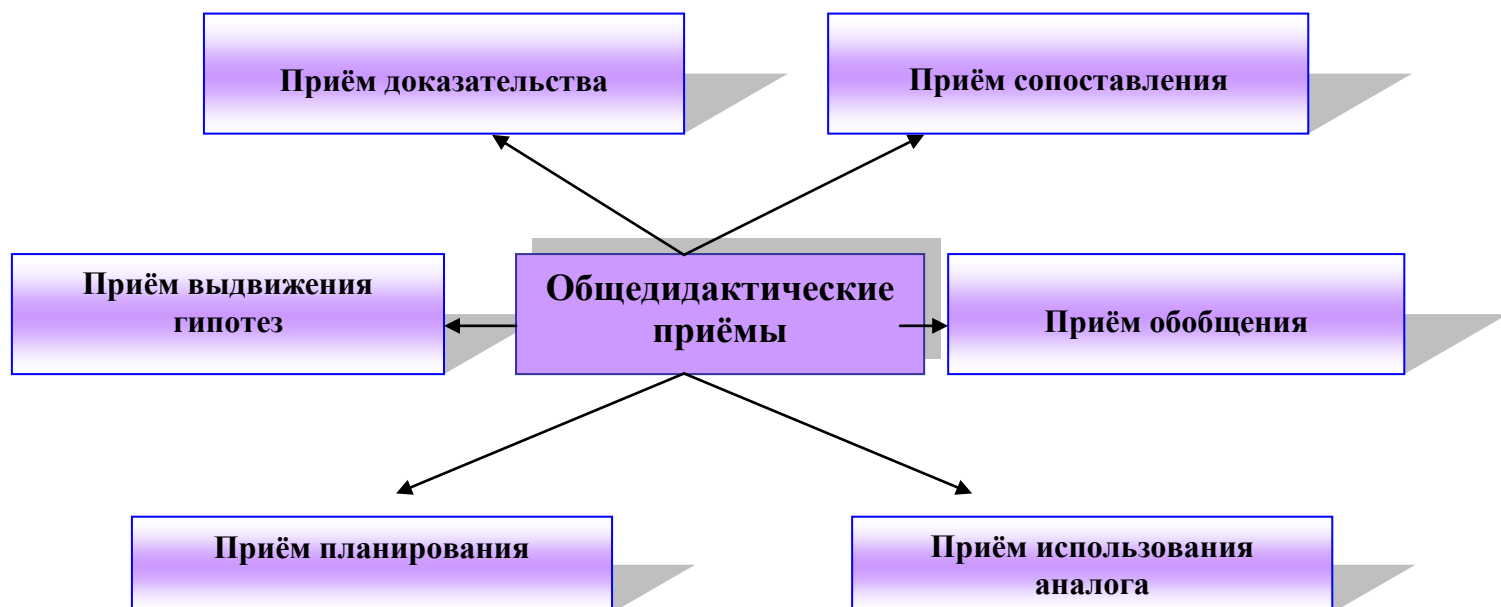 Приём доказательства
Приём сопоставления
Приём выдвижения
гипотез
Общедидактические
приёмы
Приём обобщения
Приём планирования
Приём использования
аналога